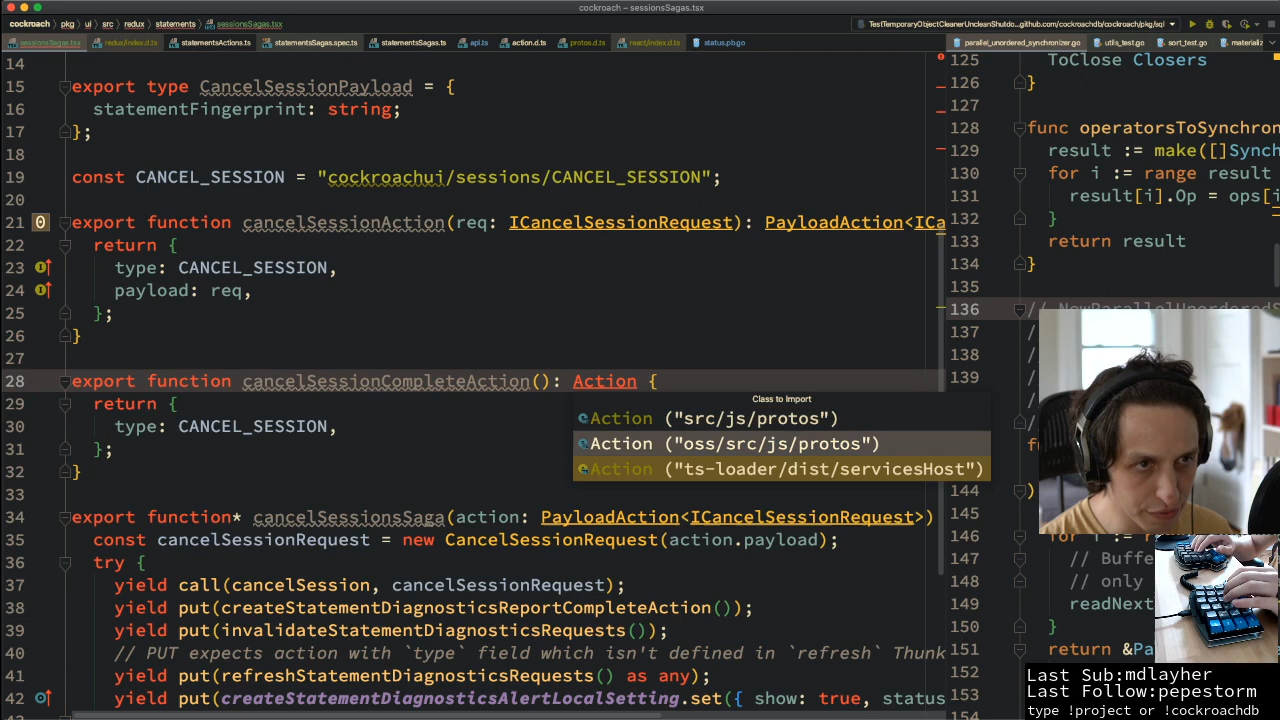 cockroach – sessionsSagas.tsx
cockroach › pkg › ui › src › redux › statements › sessionsSagas.tsx
TestTemporaryObjectCleanerUncleanShutdo...github.com/cockroachdb/cockroach/pkg/sql
sessionsSagas.tsx redux/index.d.ts statementsActions.ts statementsSagas.spec.ts statementsSagas.ts api.ts action.d.ts protos.d.ts react/index.d.ts status.pb.go
parallel_unordered_synchronizer.go utils_test.go sort_test.go materializ
14
15 export type CancelSessionPayload = {
16 statementFingerprint: string;
17 };
18
19 const CANCEL_SESSION = "cockroachui/sessions/CANCEL_SESSION";
20
21 export function cancelSessionAction(req: ICancelSessionRequest): PayloadAction<ICa
22 return {
23 type: CANCEL_SESSION,
24 payload: req,
25 };
26 }
27
28 export function cancelSessionCompleteAction(): Action {
29 return {
30 type: CANCEL_SESSION,
31 };
32 }
33
34 export function* cancelSessionsSaga(action: PayloadAction<ICancelSessionRequest>)
35 const cancelSessionRequest = new CancelSessionRequest(action.payload);
36 try {
37 yield call(cancelSession, cancelSessionRequest);
38 yield put(createStatementDiagnosticsReportCompleteAction());
39 yield put(invalidateStatementDiagnosticsRequests());
40 // PUT expects action with `type` field which isn't defined in `refresh` Thunk
41 yield put(refreshStatementDiagnosticsRequests() as any);
42 yield put(createStatementDiagnosticsAlertLocalSetting.set({ show: true, status
Class to Import
Action ("src/js/protos")
Action ("oss/src/js/protos")
Action ("ts-loader/dist/servicesHost")
125 ToClose Closers
126 }
127
128 func operatorsToSynchron
129 result := make([]Synch
130 for i := range result
131 result[i].Op = ops[i
132 }
133 return result
134 }
135
136 // NewParallelUnorderedS
137 /
138 /
139 /
144 )
145
146 for i := r
147 // Buffe
148 // only
149 readNext
150 }
151 return &Pa
152
153
154
Last Sub:mdlayher
Last Follow:pepestorm
type !project or !cockroachdb